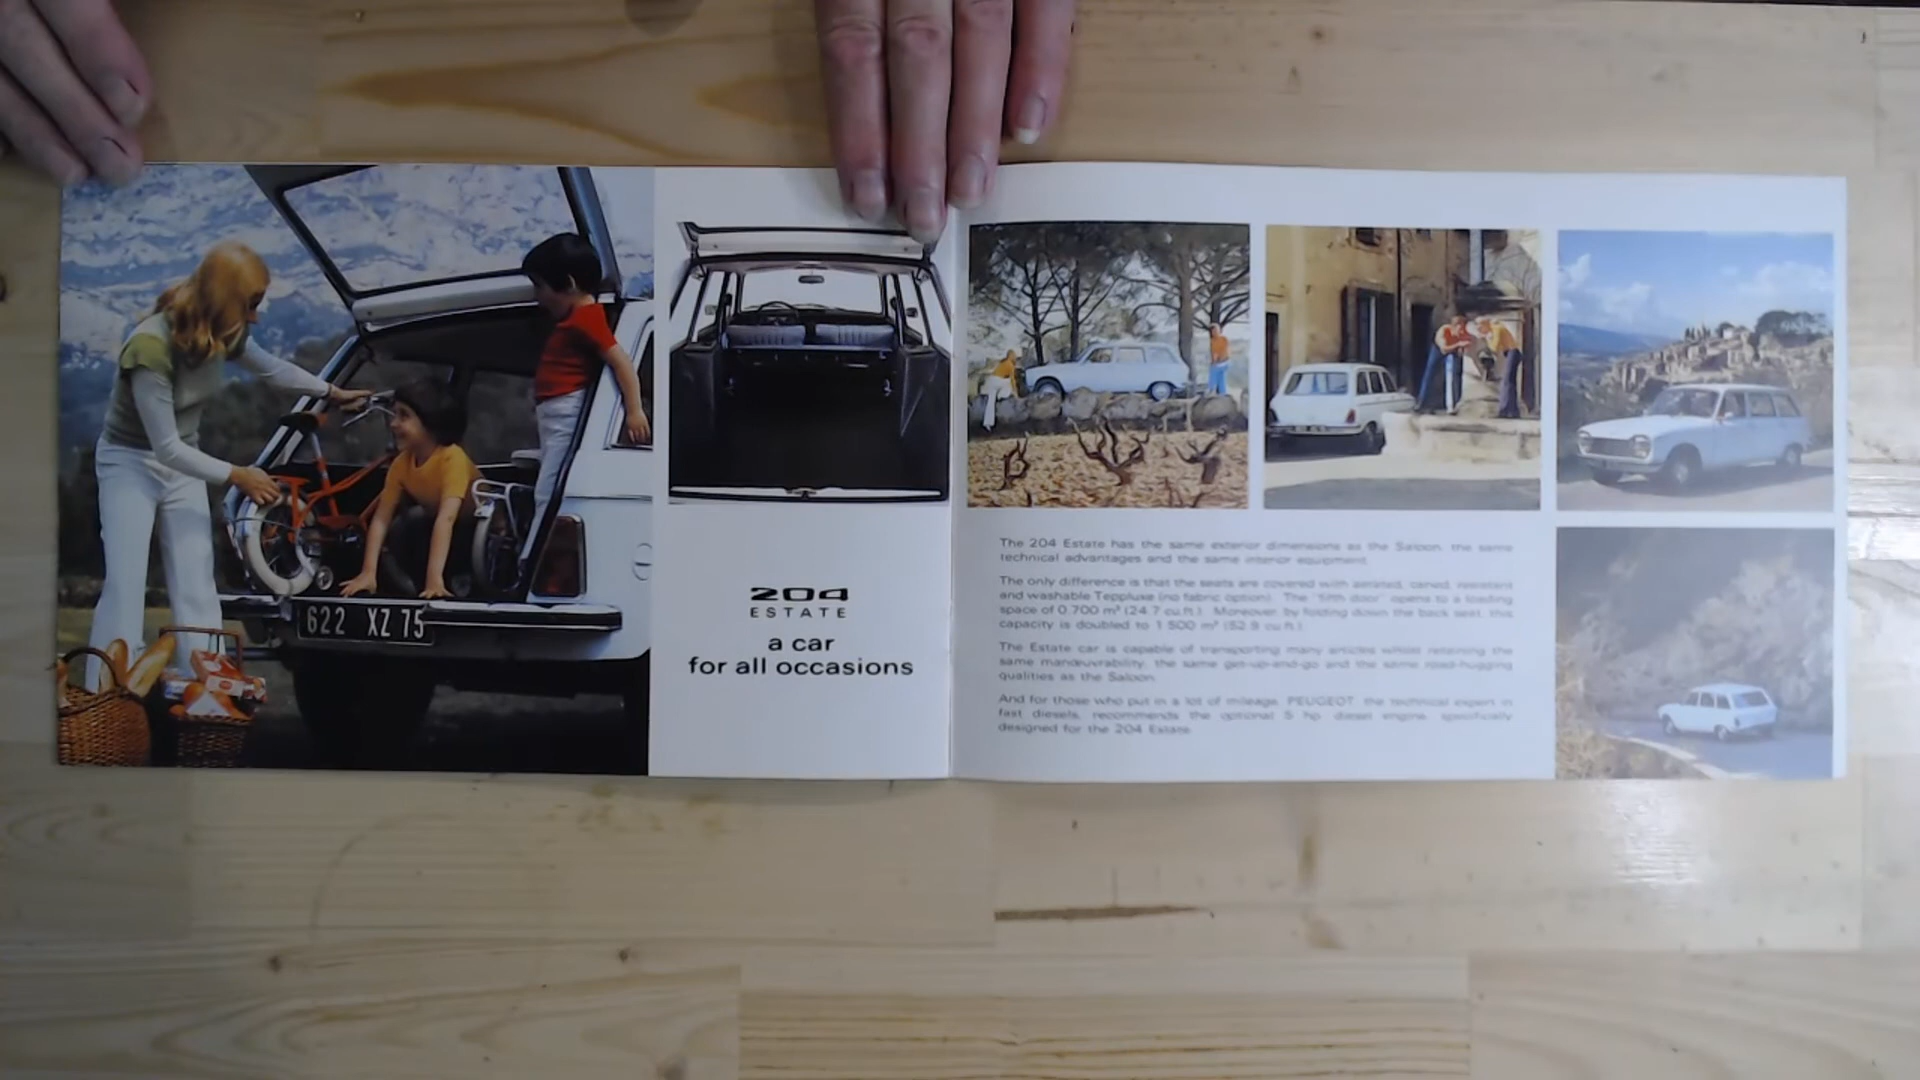 622 XZ 75
204
ESTATE
a car
for all occasions
The 204 Estate has the same exterior dimensions as the Saloon, the same
technical advantages and the same interior equipment.
The only difference is that the seats are covered with aerated, carved, resistant
and washable Teppluxe (no fabric option). The "fifth door" opens to a loading
space of 0.700 m³ (24.7 cu.ft.). Moreover, by folding down the back seat, this
capacity is doubled to 1 500 m³ (52.9 cu.ft.).
The Estate car is capable of transporting many articles whilst retaining the
same manœuvrability, the same get-up-and-go and the same road-hugging
qualities as the Saloon.
And for those who put in a lot of mileage, PEUGEOT, the technical expert in
fast diesels, recommends the optional 5 hp. diesel engine, specifically
designed for the 204 Estate.